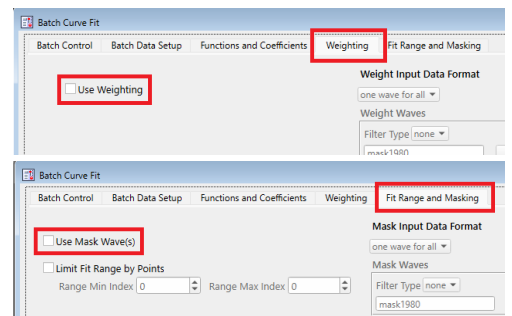 Batch Curve Fit
Batch Control Batch Data Setup Functions and Coefficients Weighting Fit Range and Masking
Use Weighting
Weight Input Data Format
one wave for all
Weight Waves
Filter Type none
mask1980
Batch Curve Fit
Batch Control Batch Data Setup Functions and Coefficients Weighting Fit Range and Masking
Use Mask Wave(s)
Mask Input Data Format
one wave for all
Limit Fit Range by Points
Mask Waves
Range Min Index 0 Range Max Index 0
Filter Type none
mask1980